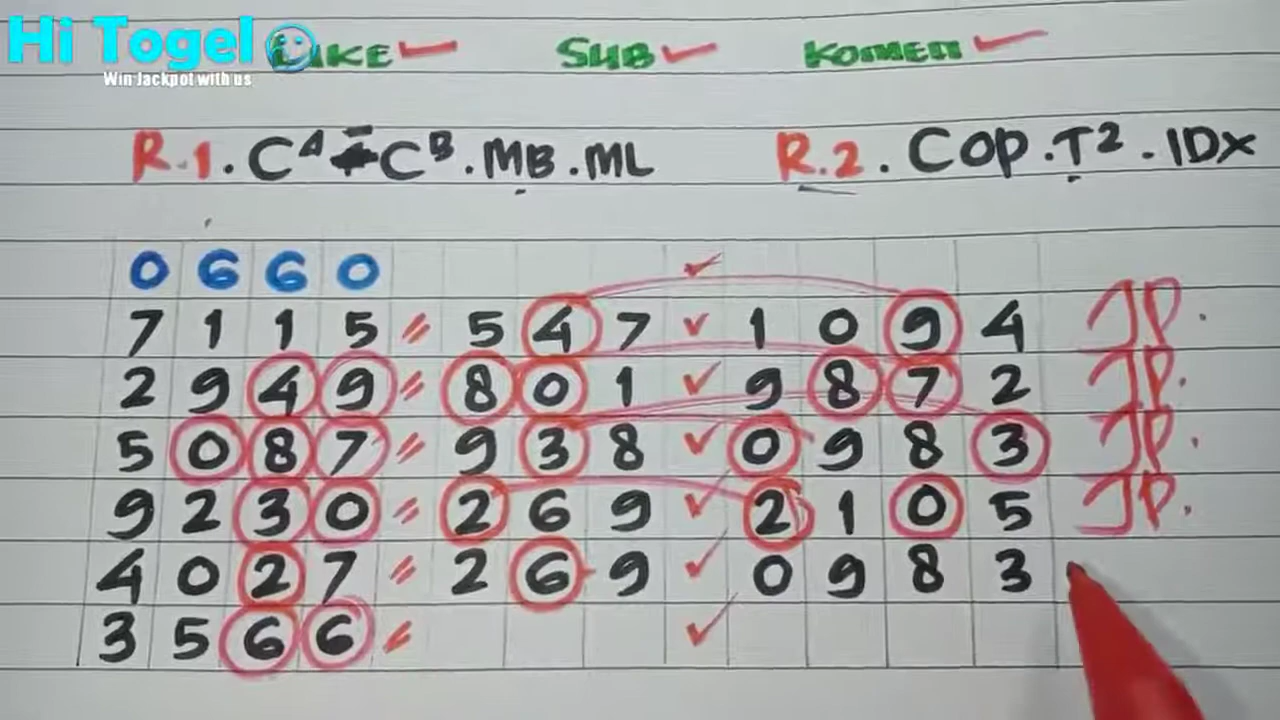 Hi Togel
Win Jackpot with us
LIKE SUB KOMEN
R.1. C^A = C^B . MB . ML R.2. COP . T² . IDX
0 6 6 0
7 1 1 5 5 4 7 1 0 9 4 JP.
2 9 4 9 8 0 1 9 8 7 2 JP.
5 0 8 7 9 3 8 0 9 8 3 JP.
9 2 3 0 2 6 9 2 1 0 5 JP.
4 0 2 7 2 6 9 0 9 8 3
3 5 6 6